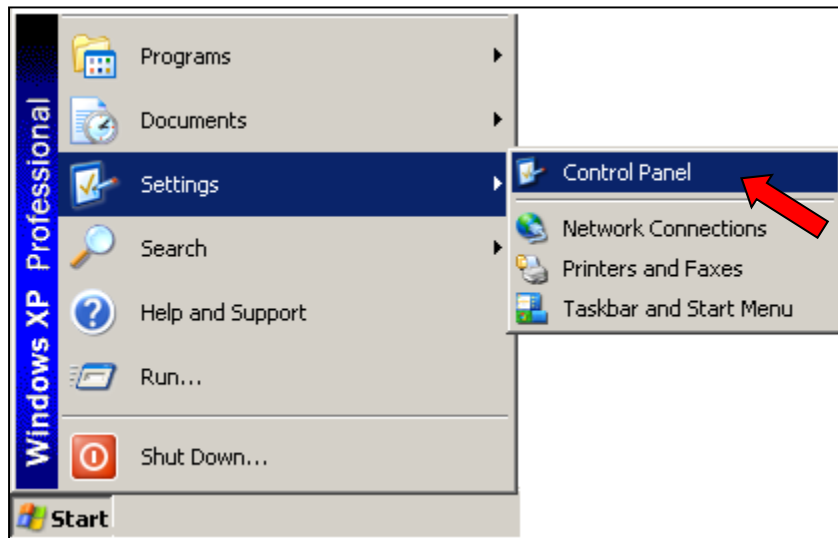 Windows XP Professional
Programs
Documents
Settings
Search
Help and Support
Run...
Shut Down...
Start
Control Panel
Network Connections
Printers and Faxes
Taskbar and Start Menu